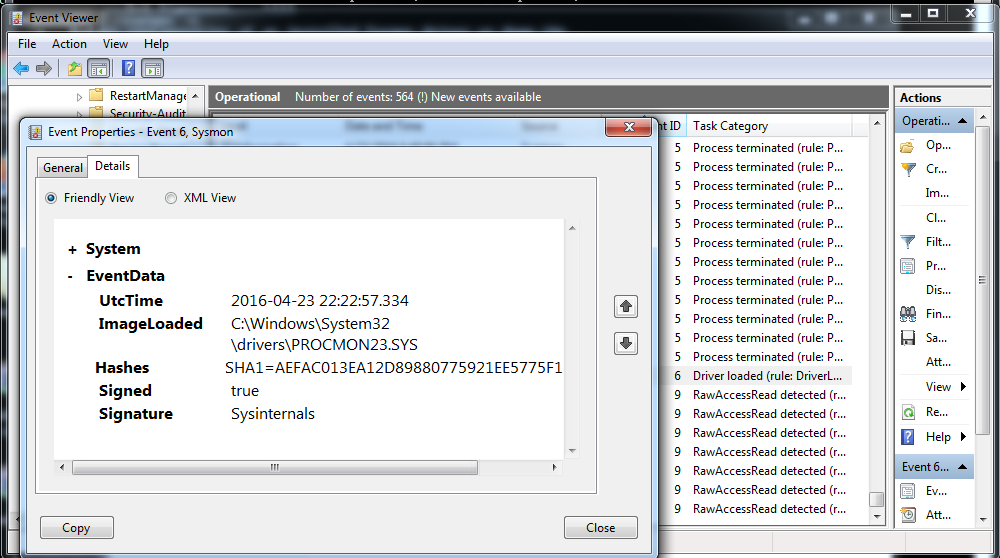 Event Viewer
File Action View Help
RestartManage
Security-Audit
Operational Number of events: 564 (!) New events available
Event Properties - Event 6, Sysmon
General Details
Friendly View XML View
+ System
- EventData
UtcTime 2016-04-23 22:22:57.334
ImageLoaded C:\Windows\System32
\drivers\PROCMON23.SYS
Hashes SHA1=AEFAC013EA12D89880775921EE5775F1
Signed true
Signature Sysinternals
Copy Close
nt ID Task Category
5 Process terminated (rule: P...
5 Process terminated (rule: P...
5 Process terminated (rule: P...
5 Process terminated (rule: P...
5 Process terminated (rule: P...
5 Process terminated (rule: P...
5 Process terminated (rule: P...
5 Process terminated (rule: P...
5 Process terminated (rule: P...
5 Process terminated (rule: P...
5 Process terminated (rule: P...
5 Process terminated (rule: P...
6 Driver loaded (rule: DriverL...
9 RawAccessRead detected (r...
9 RawAccessRead detected (r...
9 RawAccessRead detected (r...
9 RawAccessRead detected (r...
9 RawAccessRead detected (r...
9 RawAccessRead detected (r...
9 RawAccessRead detected (r...
Actions
Operati...
Op...
Cr...
Im...
Cl...
Filt...
Pr...
Dis...
Fin...
Sa...
Att...
View
Re...
Help
Event 6...
Ev...
Att...